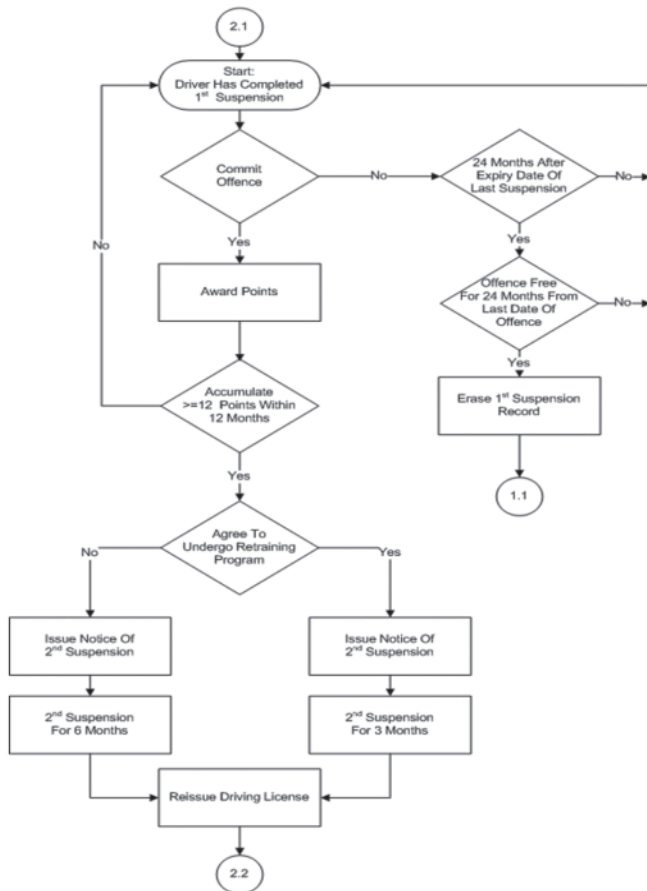 2.1
Start:
Driver Has Completed
1st Suspension
Commit
Offence
No
24 Months After
Expiry Date Of
Last Suspension
No
No
Yes
Yes
Award Points
Offence Free
For 24 Months From
Last Date Of
Offence
No
Yes
Accumulate
>=12 Points Within
12 Months
Erase 1st Suspension
Record
Yes
1.1
Agree To
Undergo Retraining
Program
No
Yes
Issue Notice Of
2nd Suspension
Issue Notice Of
2nd Suspension
2nd Suspension
For 6 Months
2nd Suspension
For 3 Months
Reissue Driving License
2.2